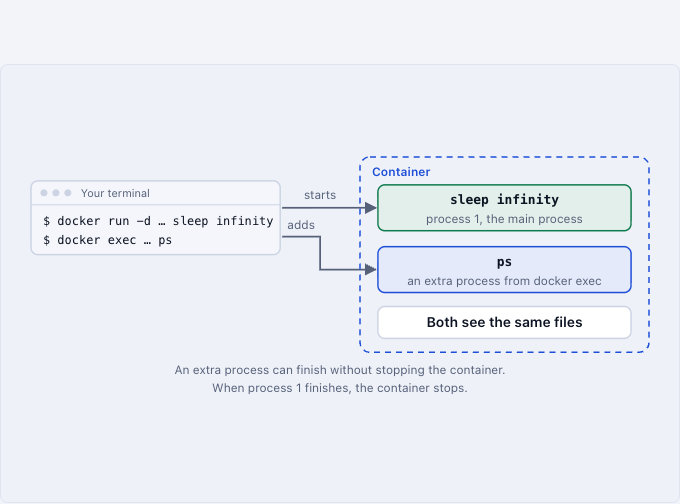 Your terminal
$ docker run −d … sleep infinity
$ docker exec … ps
starts
adds
Container
sleep infinity
process 1, the main process
ps
an extra process from docker exec
Both see the same files
An extra process can finish without stopping the container.
When process 1 finishes, the container stops.